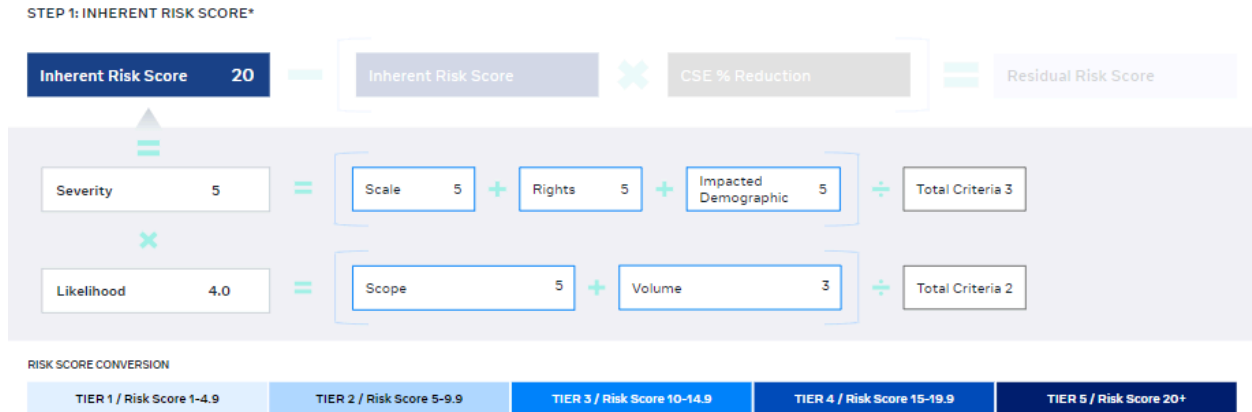 STEP 1: INHERENT RISK SCORE*
Inherent Risk Score 20 − Inherent Risk Score × CSE % Reduction = Residual Risk Score
=
Severity 5 = Scale 5 + Rights 5 + Impacted Demographic 5 ÷ Total Criteria 3
×
Likelihood 4.0 = Scope 5 + Volume 3 ÷ Total Criteria 2
RISK SCORE CONVERSION
TIER 1 / Risk Score 1-4.9 TIER 2 / Risk Score 5-9.9 TIER 3 / Risk Score 10-14.9 TIER 4 / Risk Score 15-19.9 TIER 5 / Risk Score 20+